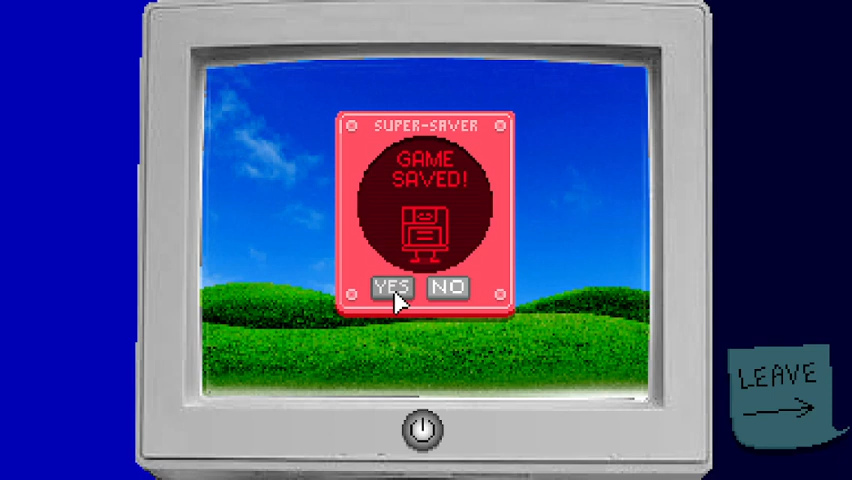 SUPER-SAVER
GAME
SAVED!
YES NO
LEAVE